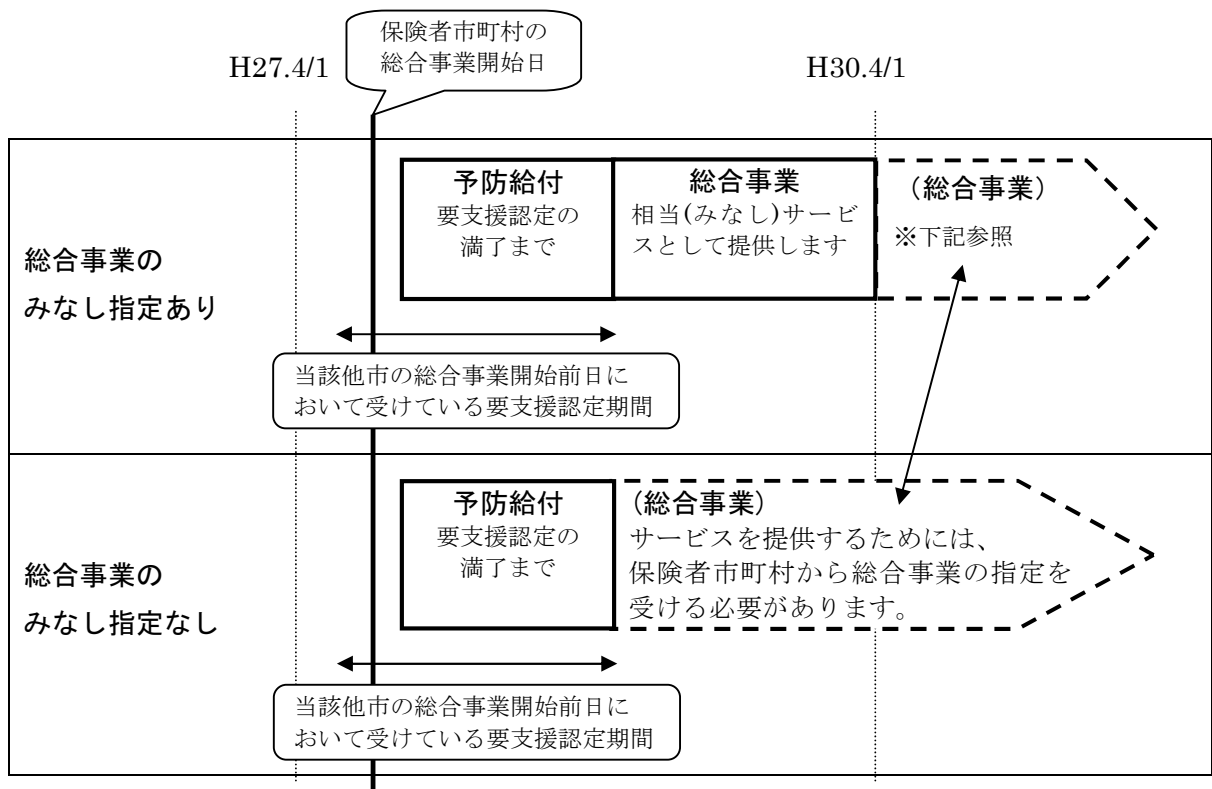 保険者市町村の
総合事業開始日
H27.4/1
H30.4/1
総合事業の
みなし指定あり
予防給付
要支援認定の
満了まで
総合事業
相当(みなし)サービ
スとして提供します
（総合事業）
※下記参照
当該他市の総合事業開始前日に
おいて受けている要支援認定期間
総合事業の
みなし指定なし
予防給付
要支援認定の
満了まで
（総合事業）
サービスを提供するためには、
保険者市町村から総合事業の指定を
受ける必要があります。
当該他市の総合事業開始前日に
おいて受けている要支援認定期間